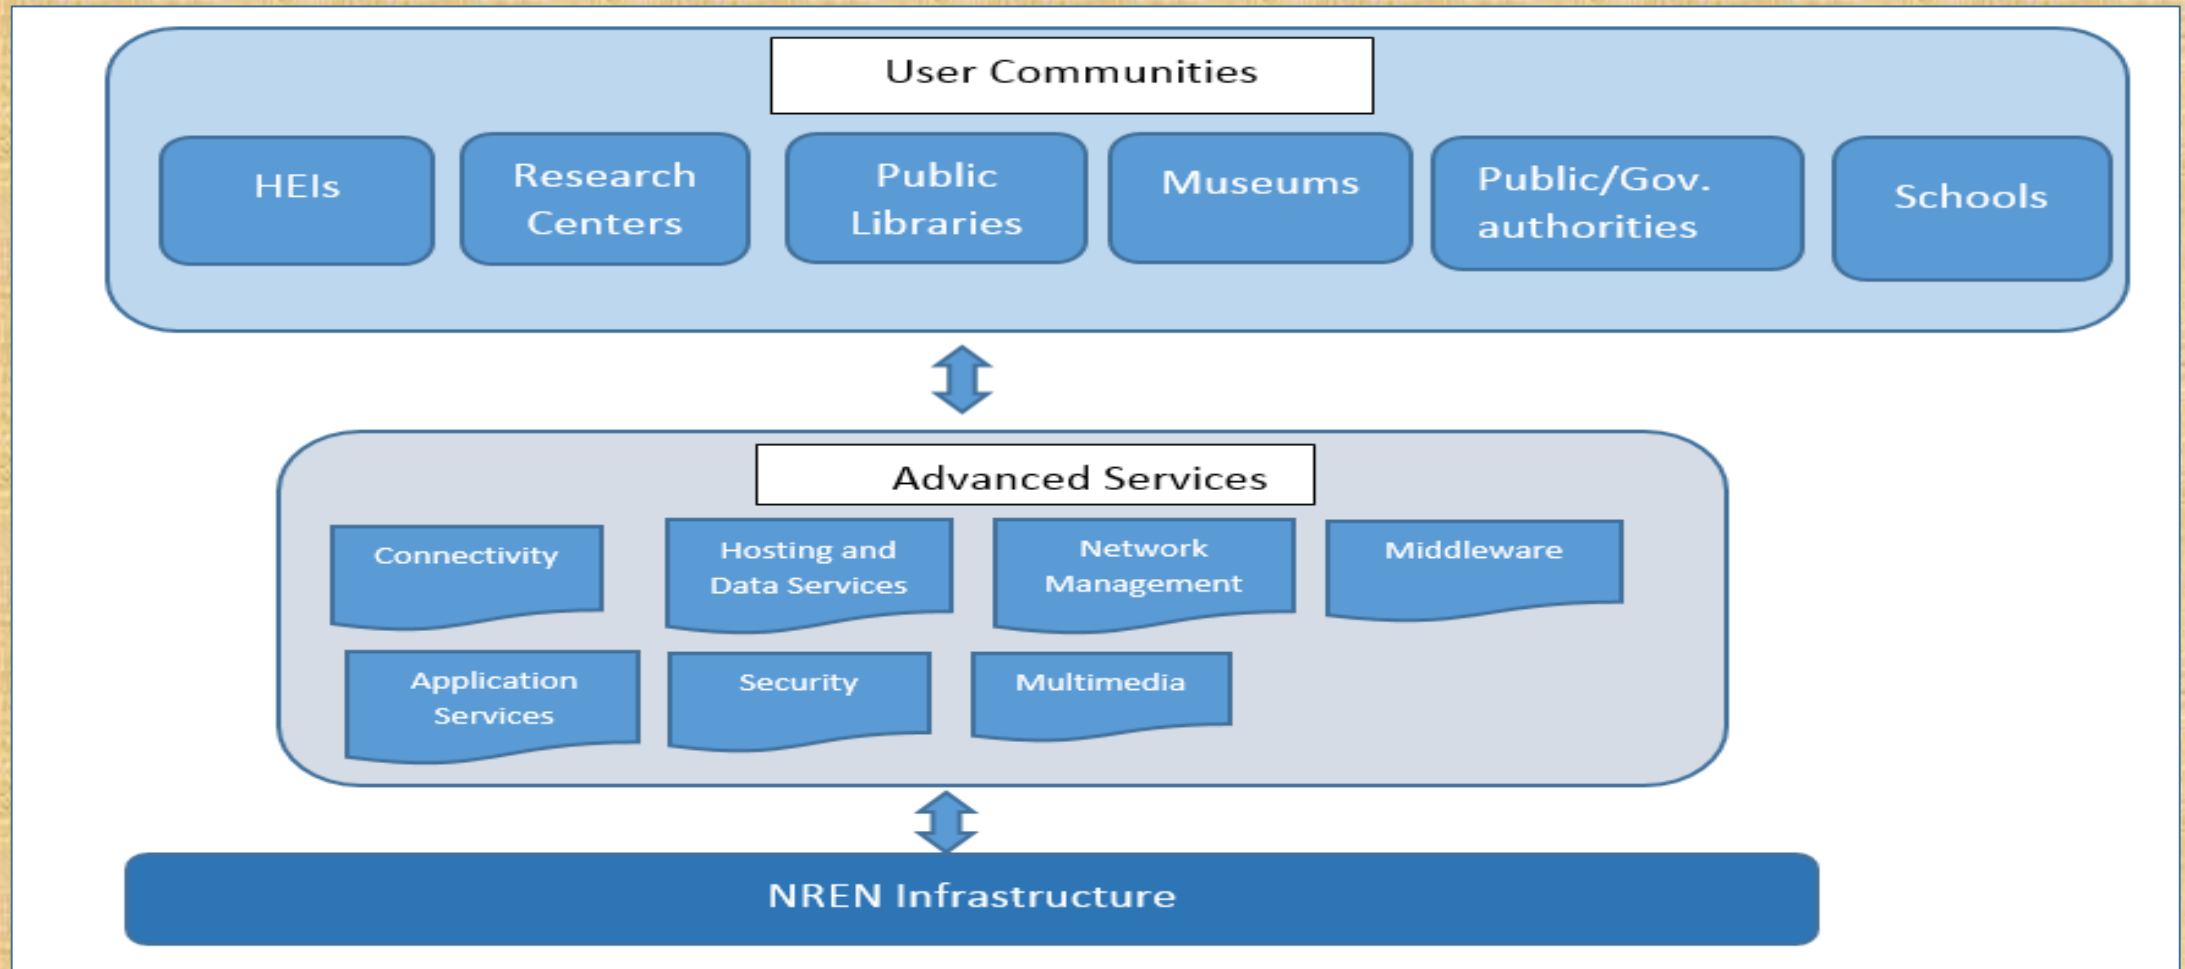 User Communities
HEIs
Research
Centers
Public
Libraries
Museums
Public/Gov.
authorities
Schools
Advanced Services
Connectivity
Hosting and
Data Services
Network
Management
Middleware
Application
Services
Security
Multimedia
NREN Infrastructure